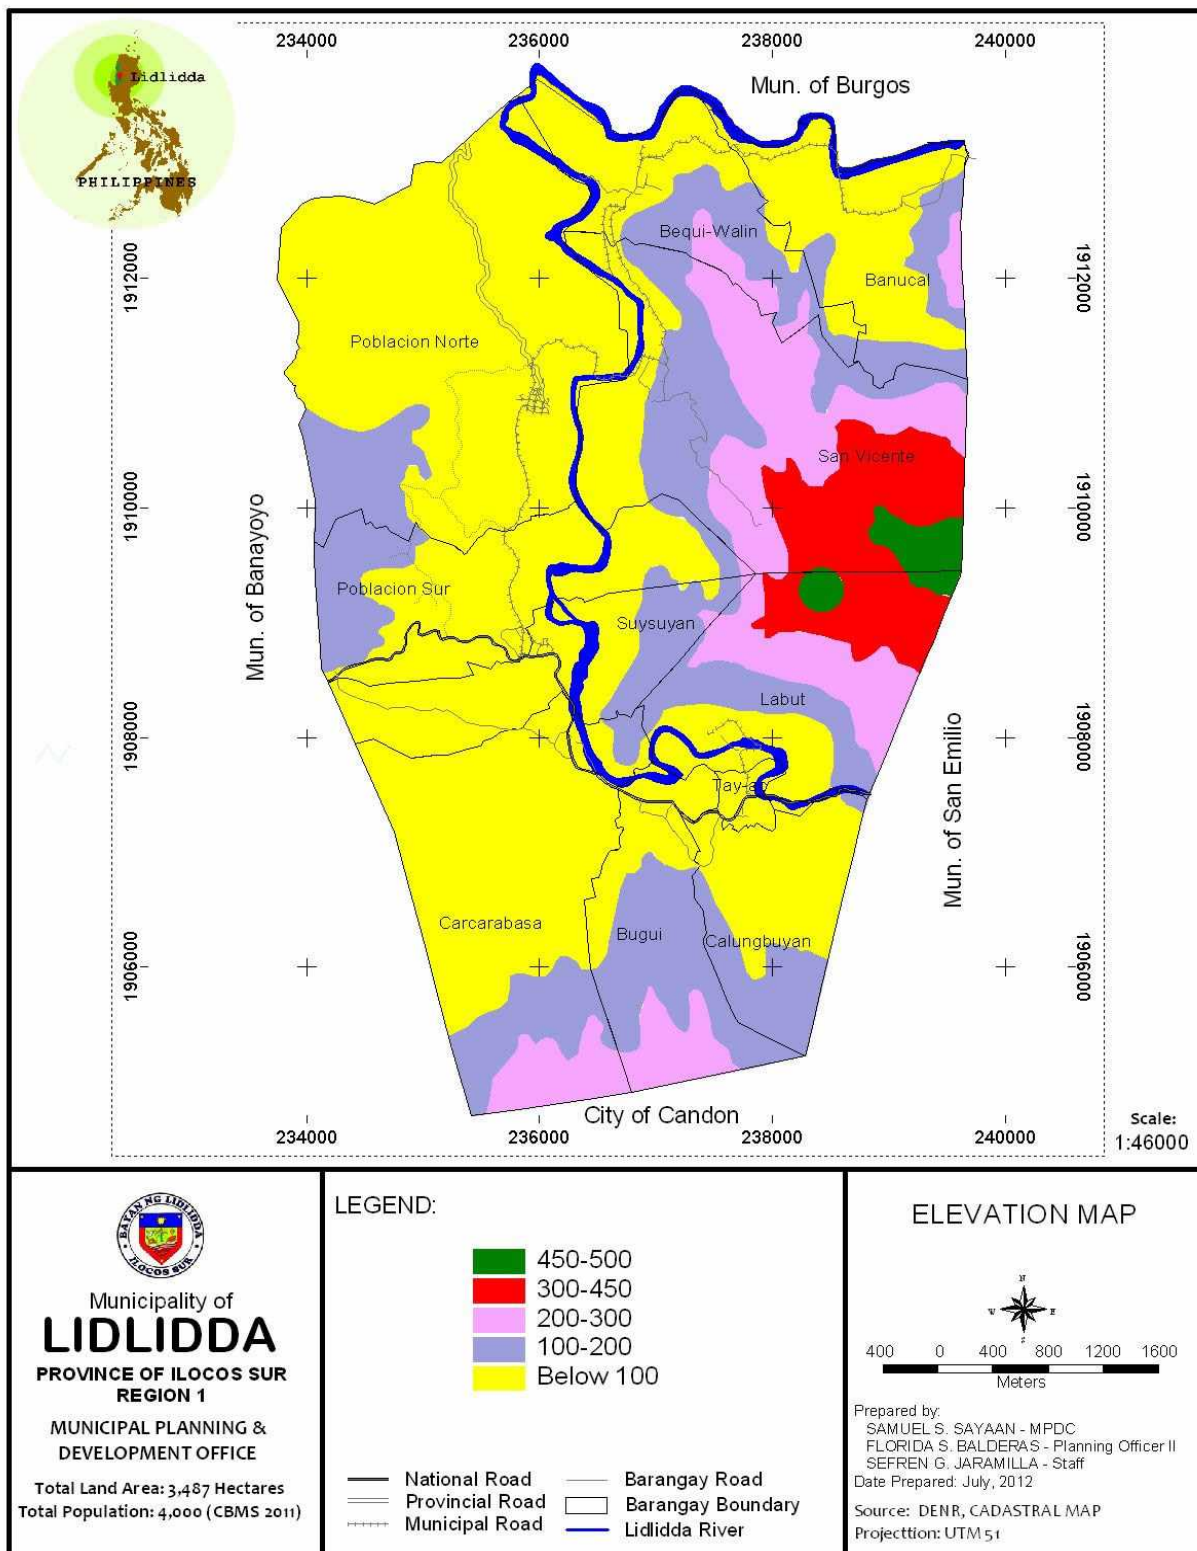 234000
236000
238000
240000
Lidlidda
PHILIPPINES
Mun. of Burgos
Bequi-Walin
1912000
1912000
Banucal
Poblacion Norte
San Vicente
1910000
1910000
Mun. of Banayoyo
Poblacion Sur
Suysuyan
Labut
1908000
1908000
Mun. of San Emilio
Carcarabasa
Bugui
Calungbuyan
1906000
1906000
City of Candon
234000
236000
238000
240000
Scale:
1:46000
BAYAN NG LIDLIDDA
ILOCOS SUR
Municipality of
LIDLIDDA
PROVINCE OF ILOCOS SUR
REGION 1
MUNICIPAL PLANNING &
DEVELOPMENT OFFICE
Total Land Area: 3,487 Hectares
Total Population: 4,000 (CBMS 2011)
LEGEND:
450-500
300-450
200-300
100-200
Below 100
National Road
Provincial Road
Municipal Road
Barangay Road
Barangay Boundary
Lidlidda River
ELEVATION MAP
N
W
E
S
400 0 400 800 1200 1600
Meters
Prepared by:
SAMUEL S. SAYAAN - MPDC
FLORIDA S. BALDERAS - Planning Officer II
SEFREN G. JARAMILLA - Staff
Date Prepared: July, 2012
Source: DENR, CADASTRAL MAP
Projecttion: UTM 51